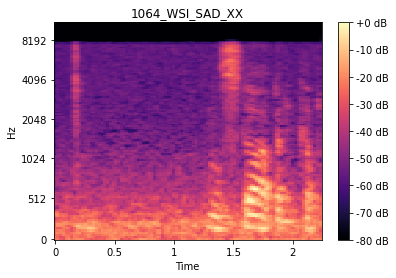 1064_WSI_SAD_XX
+0 dB
8192
-10 dB
4096
-20 dB
-30 dB
2048
Hz
-40 dB
1024
-50 dB
512
-60 dB
-70 dB
0
-80 dB
0
0.5
1
1.5
2
Time